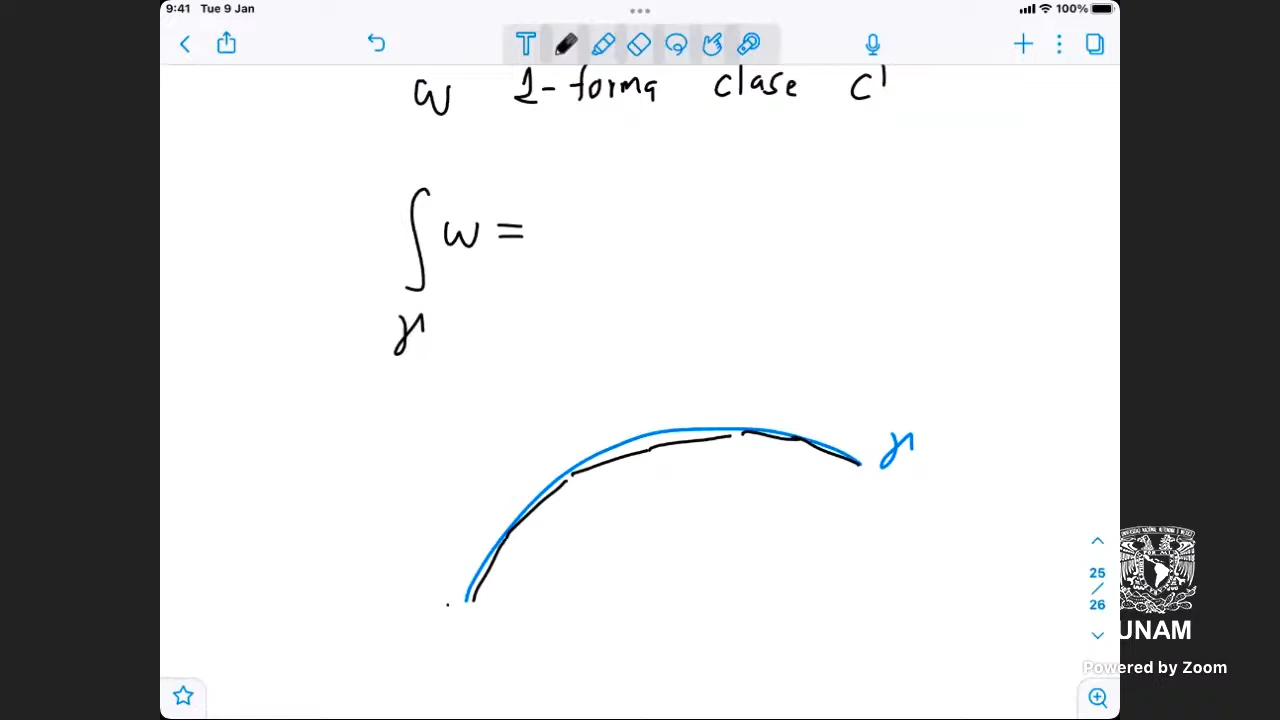 9:41 Tue 9 Jan
100%
ω 1-forma clase C¹
∫ ω =
γ
γ
25
/
26
UNAM
Powered by Zoom